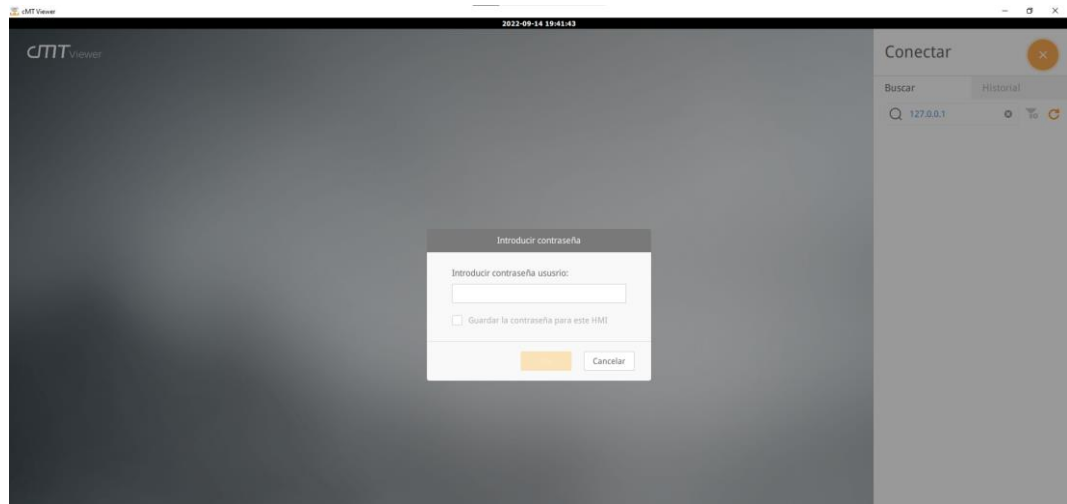 cMT Viewer
2022-09-14 19:41:43
cMT Viewer
Conectar
Buscar Historial
127.0.0.1
Introducir contraseña
Introducir contraseña ususrio:
Guardar la contraseña para este HMI
Cancelar